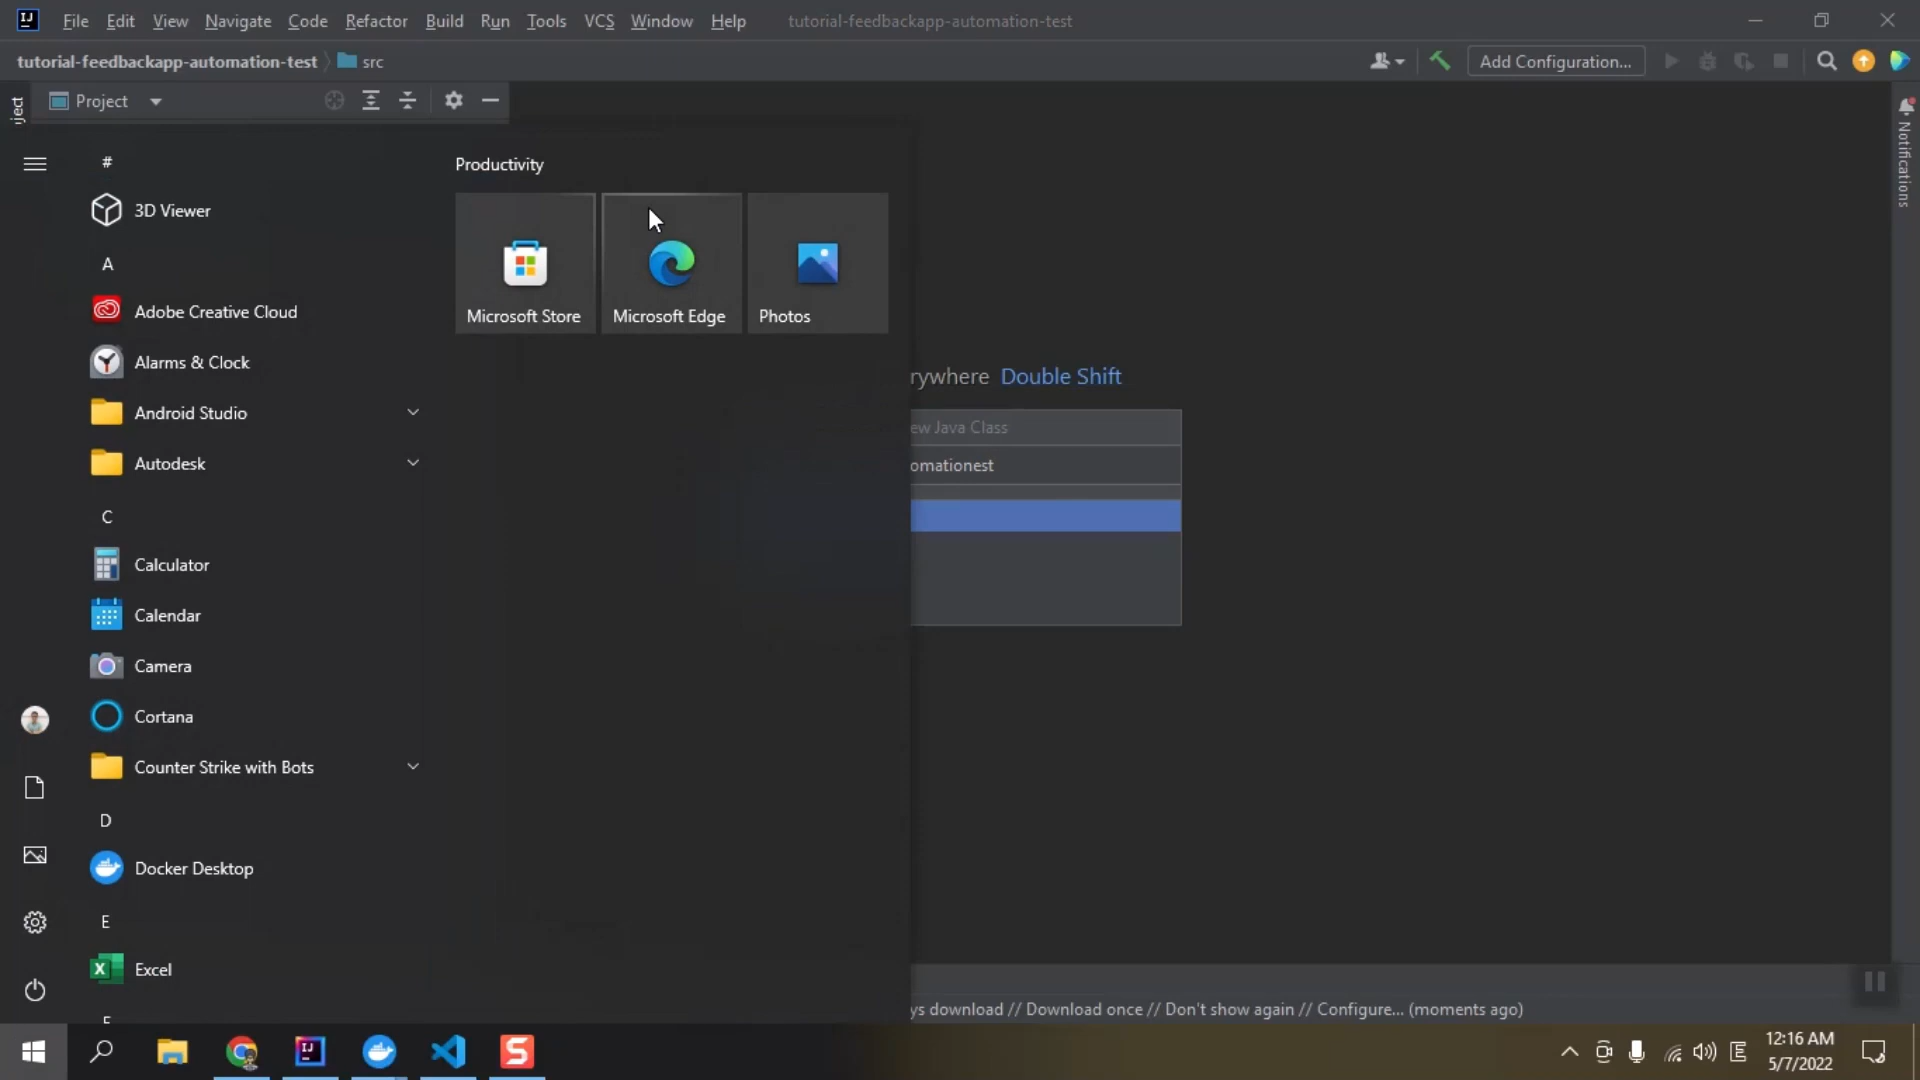 IJ File Edit View Navigate Code Refactor Build Run Tools VCS Window Help tutorial-feedbackapp-automation-test
tutorial-feedbackapp-automation-test src Add Configuration...
Project
#
3D Viewer
A
Adobe Creative Cloud
Alarms & Clock
Android Studio
Autodesk
C
Calculator
Calendar
Camera
Cortana
Counter Strike with Bots
D
Docker Desktop
E
Excel
Productivity
Microsoft Store Microsoft Edge Photos
rywhere Double Shift
ew Java Class
omationest
ys download // Download once // Don't show again // Configure... (moments ago)
Notifications
12:16 AM
5/7/2022